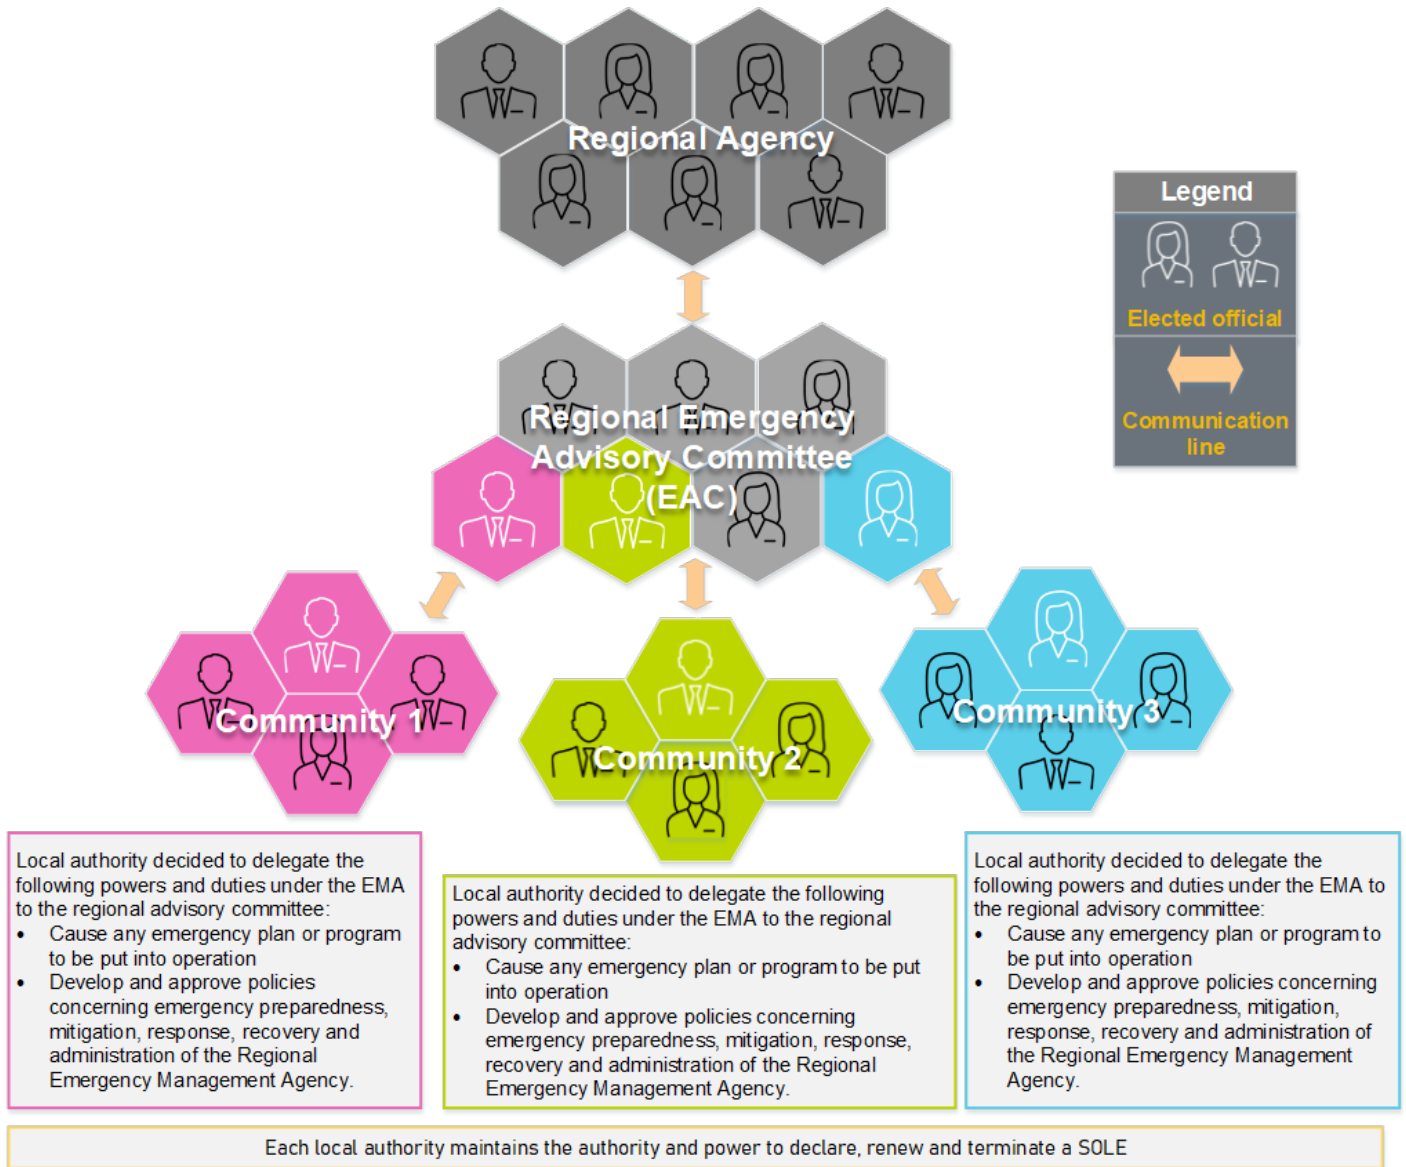 Regional Agency
Legend
Elected official
Communication
line
Regional Emergency
Advisory Committee
(EAC)
Community 1
Community 2
Community 3
Local authority decided to delegate the
following powers and duties under the EMA
to the regional advisory committee:
• Cause any emergency plan or program
to be put into operation
• Develop and approve policies
concerning emergency preparedness,
mitigation, response, recovery and
administration of the Regional
Emergency Management Agency.
Local authority decided to delegate the following
powers and duties under the EMA to the regional
advisory committee:
• Cause any emergency plan or program to be put
into operation
• Develop and approve policies concerning
emergency preparedness, mitigation, response,
recovery and administration of the Regional
Emergency Management Agency.
Local authority decided to delegate the
following powers and duties under the EMA to
the regional advisory committee:
• Cause any emergency plan or program to
be put into operation
• Develop and approve policies concerning
emergency preparedness, mitigation,
response, recovery and administration of
the Regional Emergency Management
Agency.
Each local authority maintains the authority and power to declare, renew and terminate a SOLE